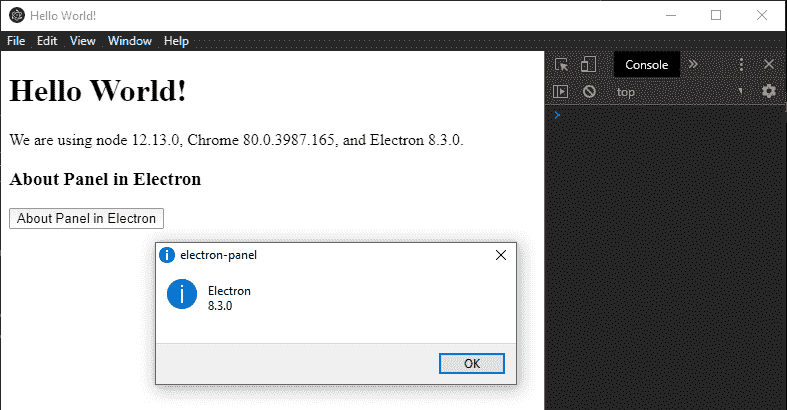 Hello World!
File Edit View Window Help
Console
top
Hello World!
We are using node 12.13.0, Chrome 80.0.3987.165, and Electron 8.3.0.
About Panel in Electron
About Panel in Electron
electron-panel
Electron
8.3.0
OK